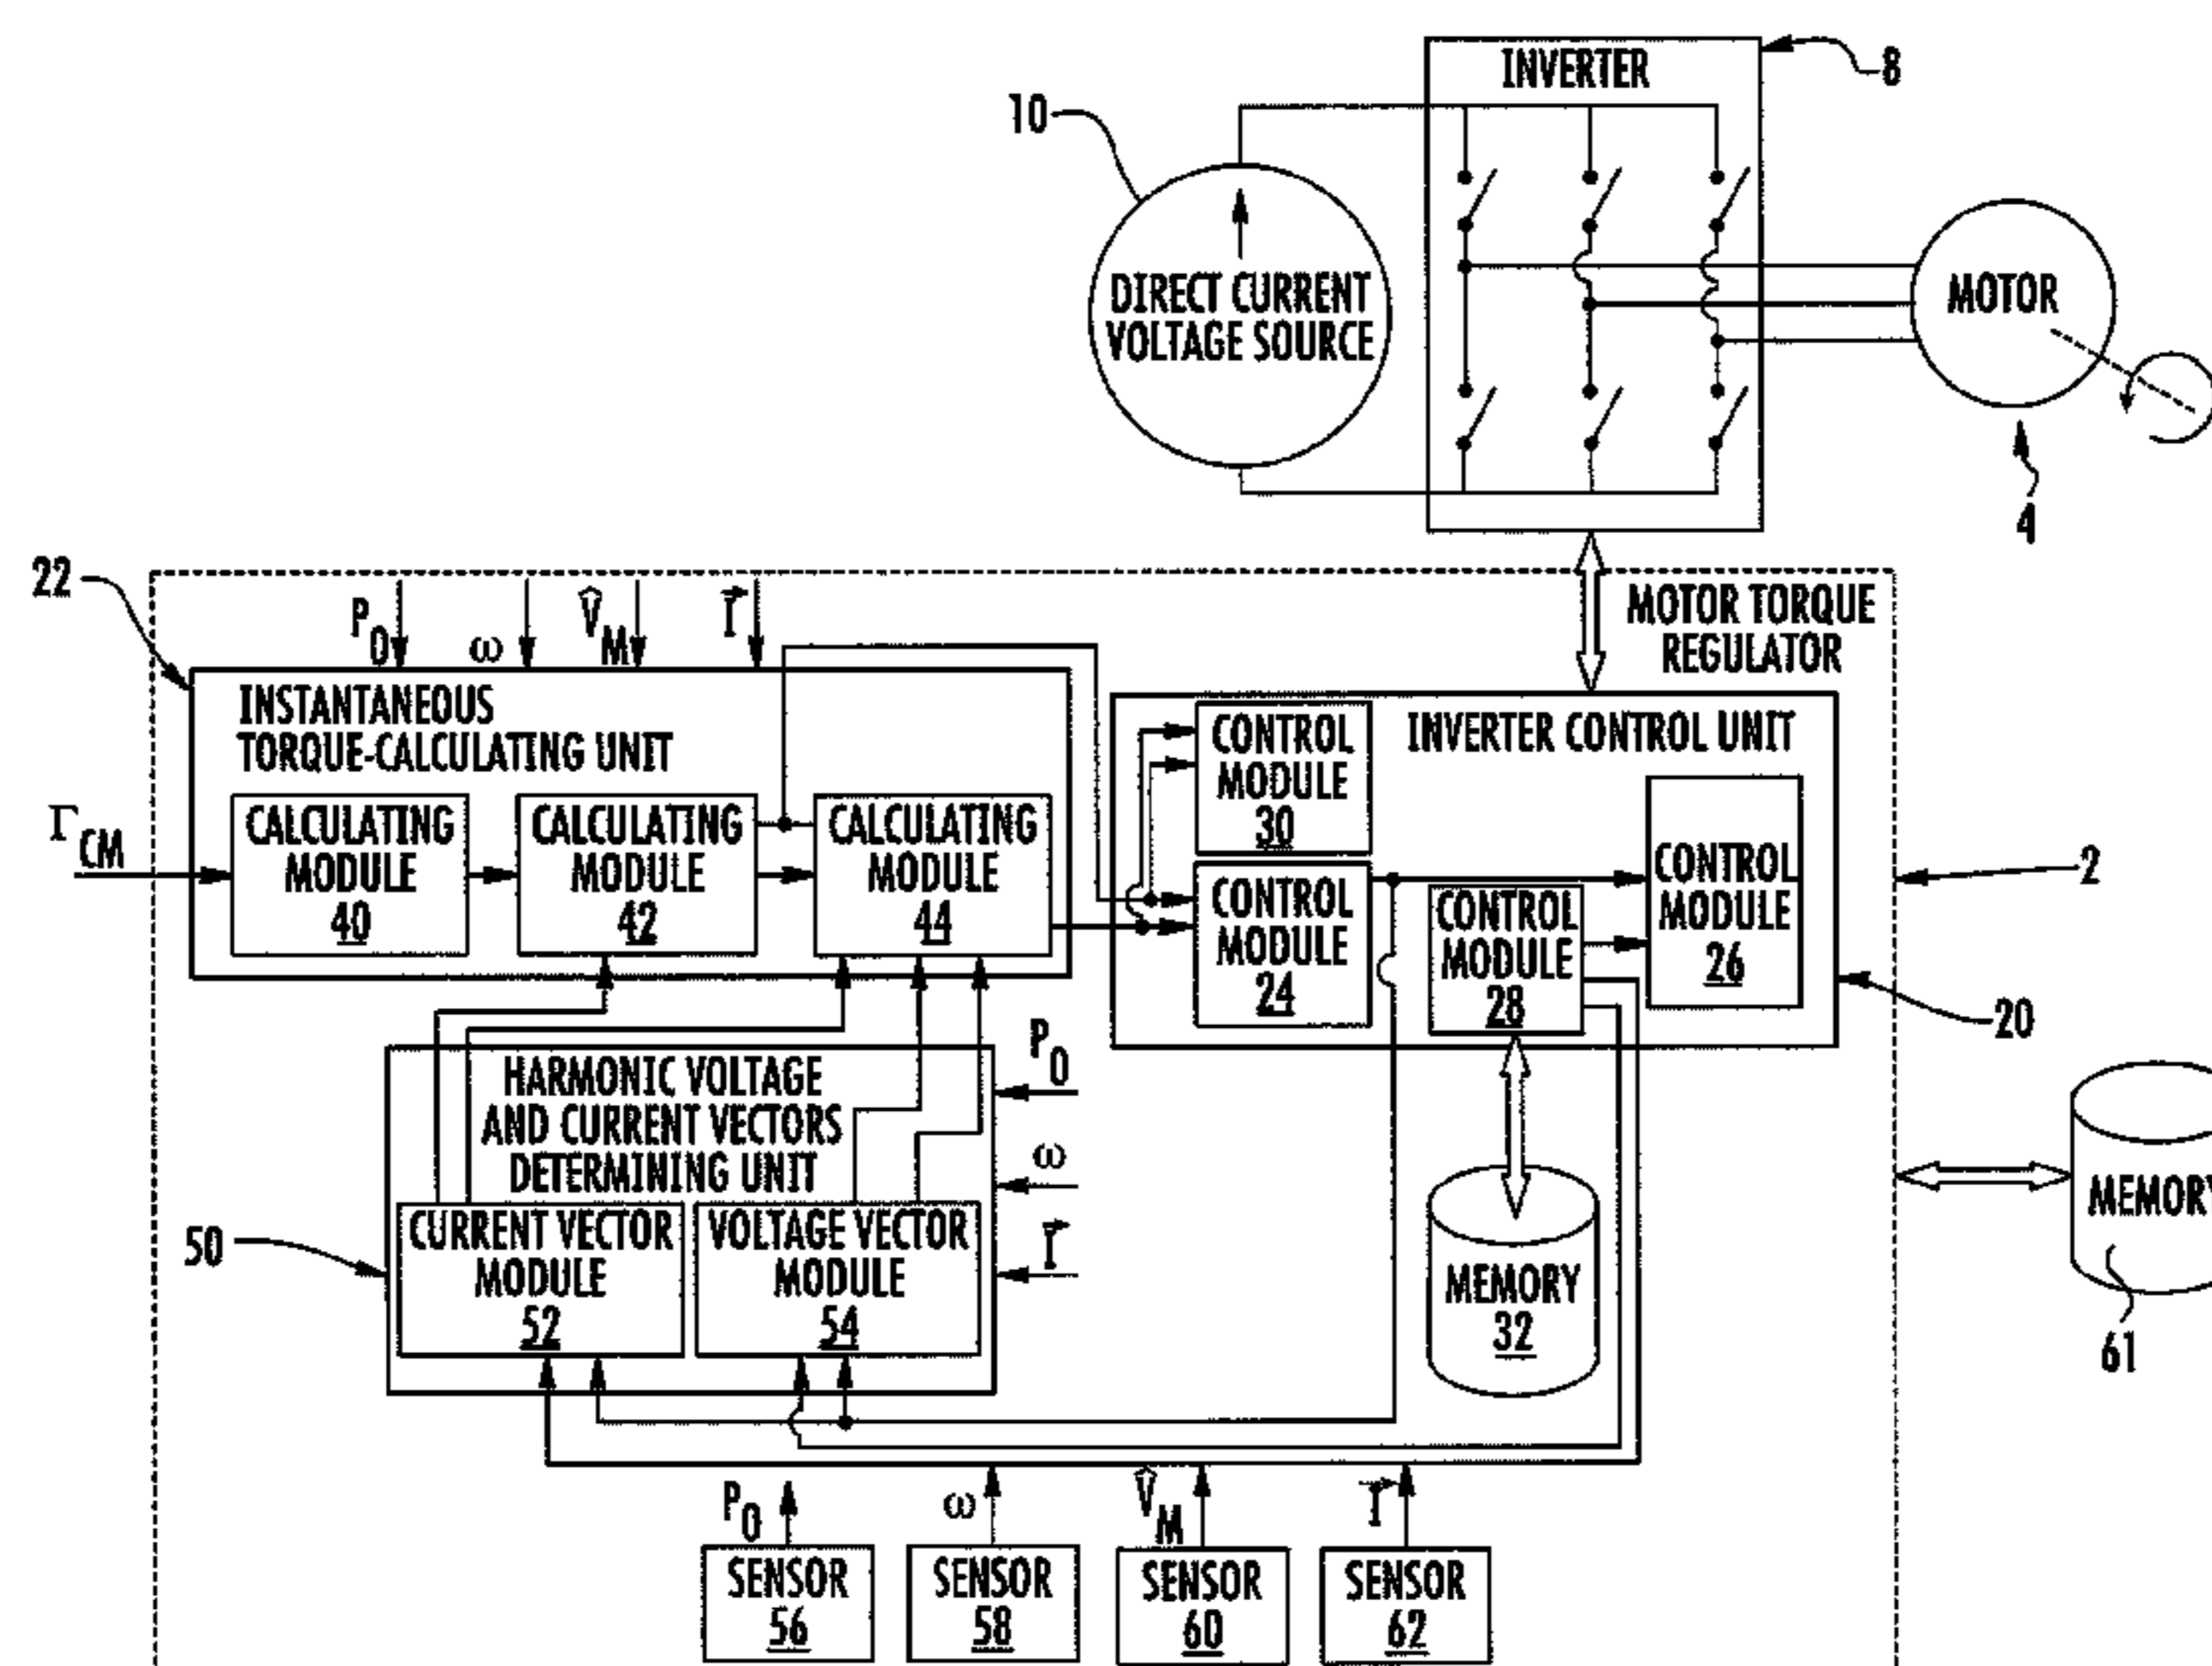 INVERTER
8
10
DIRECT CURRENT
VOLTAGE SOURCE
MOTOR
4
22
P0
ω
V̂M
I⃗
MOTOR TORQUE
REGULATOR
INSTANTANEOUS
TORQUE-CALCULATING UNIT
CONTROL
MODULE
30
INVERTER CONTROL UNIT
ΓCM
CALCULATING
MODULE
40
CALCULATING
MODULE
42
CALCULATING
MODULE
44
CONTROL
MODULE
24
CONTROL
MODULE
28
CONTROL
MODULE
26
2
20
HARMONIC VOLTAGE
AND CURRENT VECTORS
DETERMINING UNIT
P0
ω
I⃗
50
CURRENT VECTOR
MODULE
52
VOLTAGE VECTOR
MODULE
54
MEMORY
32
MEMORY
61
P0
ω
V̂M
I⃗
SENSOR
56
SENSOR
58
SENSOR
60
SENSOR
62